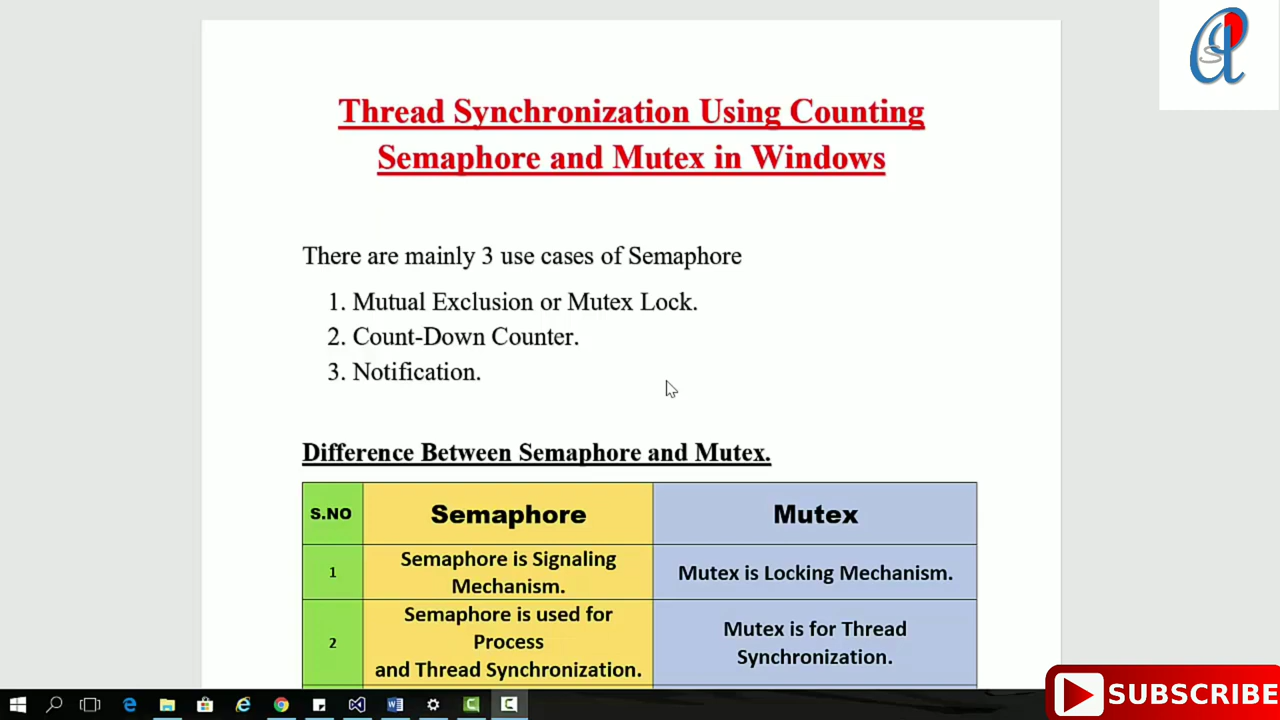 Thread Synchronization Using Counting
Semaphore and Mutex in Windows
There are mainly 3 use cases of Semaphore
1. Mutual Exclusion or Mutex Lock.
2. Count-Down Counter.
3. Notification.
Difference Between Semaphore and Mutex.
S.NO Semaphore Mutex
1 Semaphore is Signaling
Mechanism. Mutex is Locking Mechanism.
2 Semaphore is used for
Process
and Thread Synchronization. Mutex is for Thread
Synchronization.
SUBSCRIBE